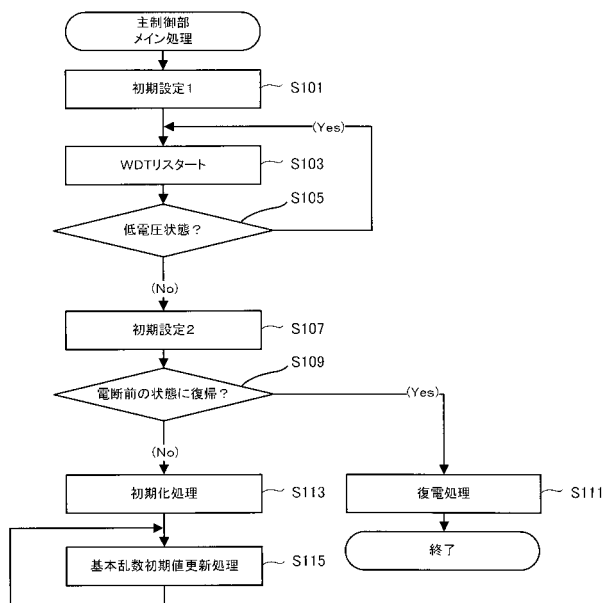 主制御部
メイン処理
初期設定1
S101
(Yes)
WDTリスタート
S103
S105
低電圧状態?
(No)
初期設定2
S107
S109
電断前の状態に復帰?
(Yes)
(No)
初期化処理
S113
復電処理
S111
基本乱数初期値更新処理
S115
終了